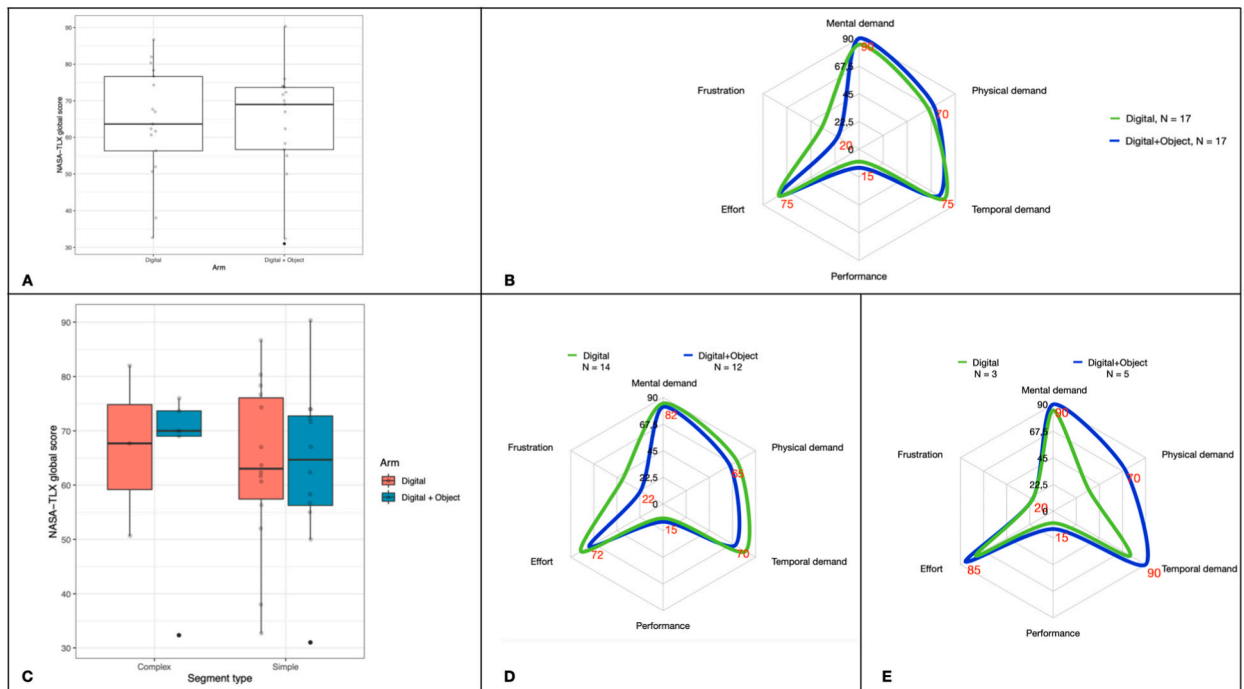 90
80
70
60
50
40
30
NASA-TLX global score
Digital
Digital + Object
Arm
A
Mental demand
90
90
67,5
Frustration
Physical demand
45
70
22,5
20
0
15
75
75
Effort
Temporal demand
Performance
Digital, N = 17
Digital+Object, N = 17
B
90
80
70
60
50
40
30
NASA-TLX global score
Complex
Simple
Segment type
Arm
Digital
Digital + Object
C
Digital
N = 14
Digital+Object
N = 12
Mental demand
90
82
67,5
Frustration
Physical demand
45
65
22,5
22
0
15
72
70
Effort
Temporal demand
Performance
D
Digital
N = 3
Digital+Object
N = 5
Mental demand
90
90
67,5
Frustration
Physical demand
45
70
22,5
20
0
15
85
90
Effort
Temporal demand
Performance
E